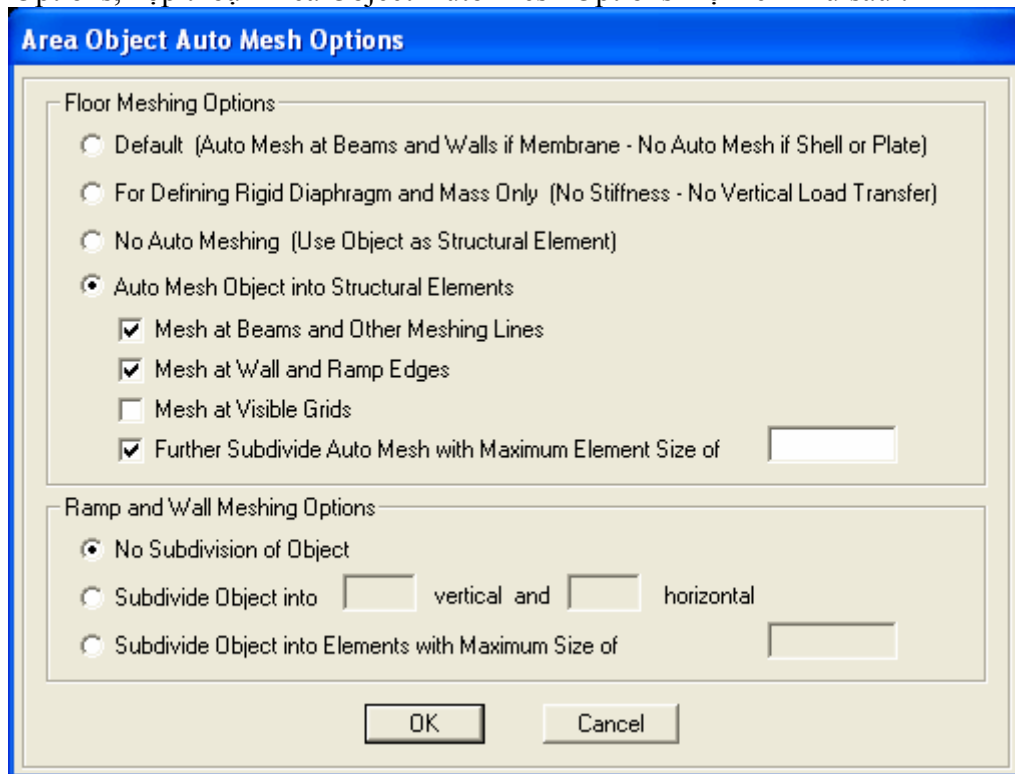 Area Object Auto Mesh Options
Floor Meshing Options
Default (Auto Mesh at Beams and Walls if Membrane - No Auto Mesh if Shell or Plate)
For Defining Rigid Diaphragm and Mass Only (No Stiffness - No Vertical Load Transfer)
No Auto Meshing (Use Object as Structural Element)
Auto Mesh Object into Structural Elements
Mesh at Beams and Other Meshing Lines
Mesh at Wall and Ramp Edges
Mesh at Visible Grids
Further Subdivide Auto Mesh with Maximum Element Size of
Ramp and Wall Meshing Options
No Subdivision of Object
Subdivide Object into vertical and horizontal
Subdivide Object into Elements with Maximum Size of
OK Cancel